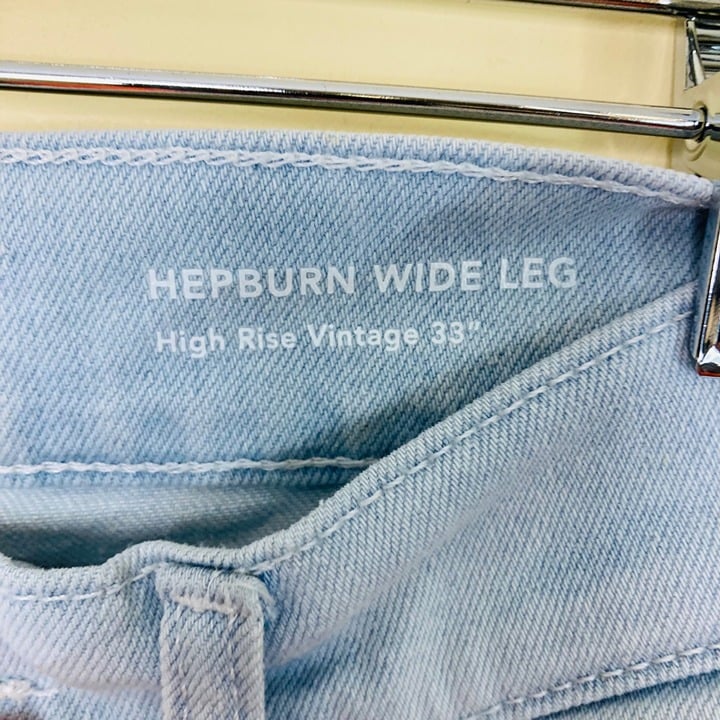 HEPBURN WIDE LEG
High Rise Vintage 33”